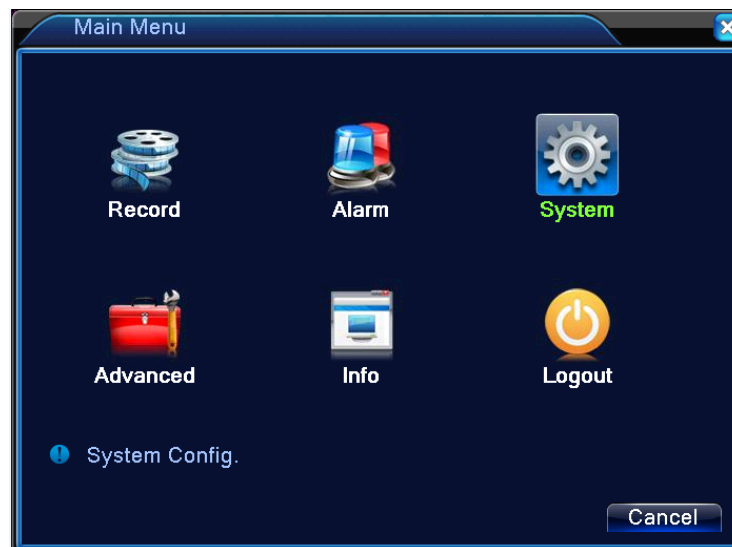 Main Menu
Record Alarm System
Advanced Info Logout
System Config.
Cancel